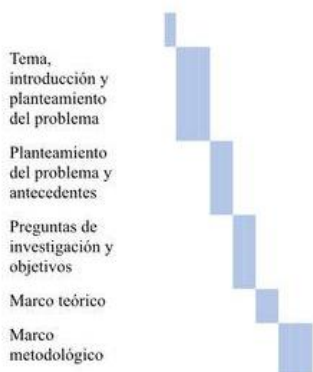 Tema,
introducción y
planteamiento
del problema
Planteamiento
del problema y
antecedentes
Preguntas de
investigación y
objetivos
Marco teórico
Marco
metodológico